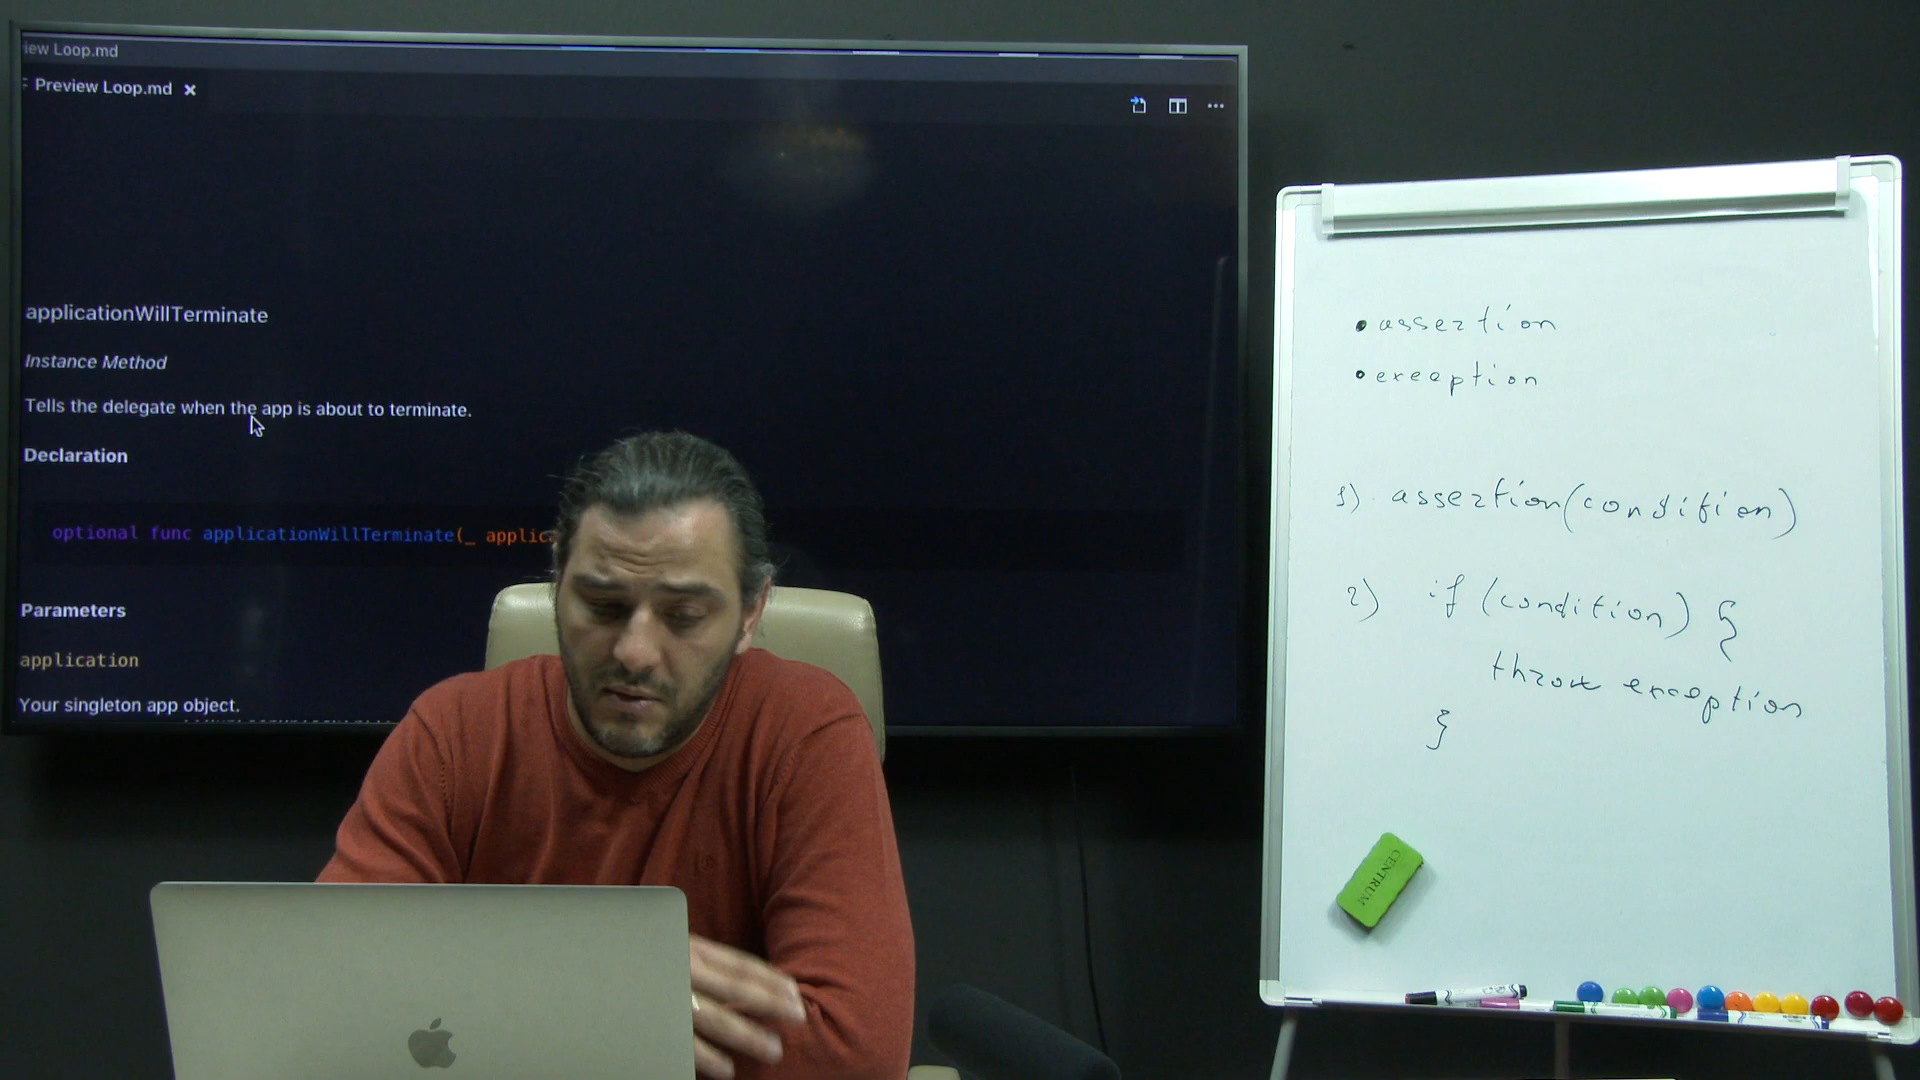 iew Loop.md
Preview Loop.md
applicationWillTerminate
Instance Method
Tells the delegate when the app is about to terminate.
Declaration
optional func applicationWillTerminate(_ applic
Parameters
application
Your singleton app object.
• assertion
• exception
1) assertion(condition)
2) if (condition) {
throw exception
}
CENTRUM